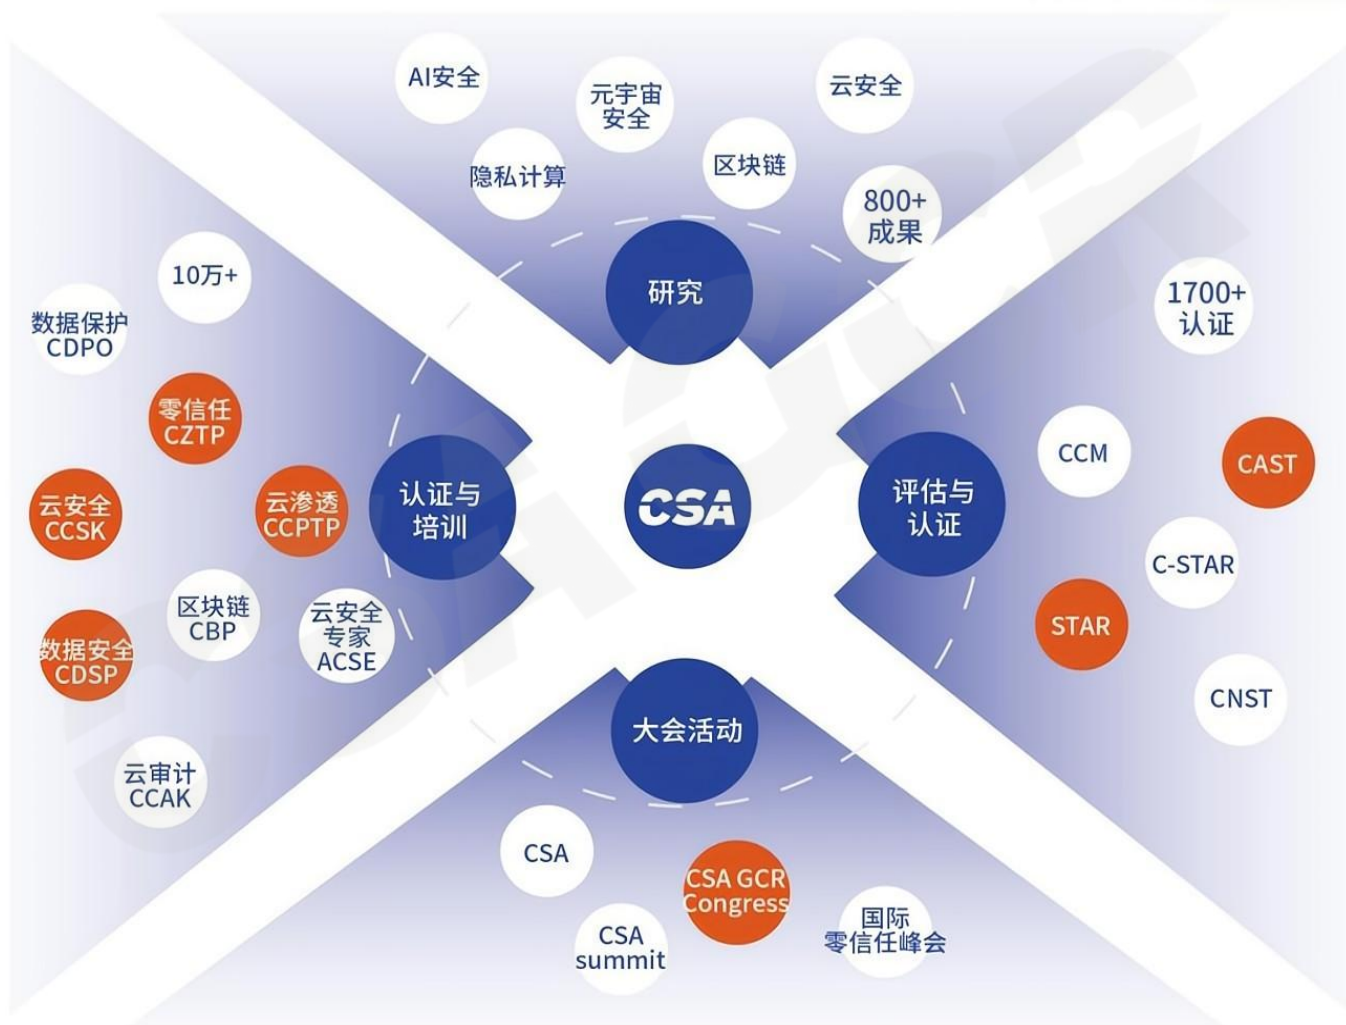 AI安全
元宇宙
安全
云安全
隐私计算
区块链
800+
成果
研究
10万+
数据保护
CDPO
零信任
CZTP
云安全
CCSK
云渗透
CCPTP
数据安全
CDSP
区块链
CBP
云安全
专家
ACSE
云审计
CCAK
认证与
培训
CSA
评估与
认证
1700+
认证
CCM
CAST
C-STAR
STAR
CNST
大会活动
CSA
CSA
summit
CSA GCR
Congress
国际
零信任峰会
CSA GCR